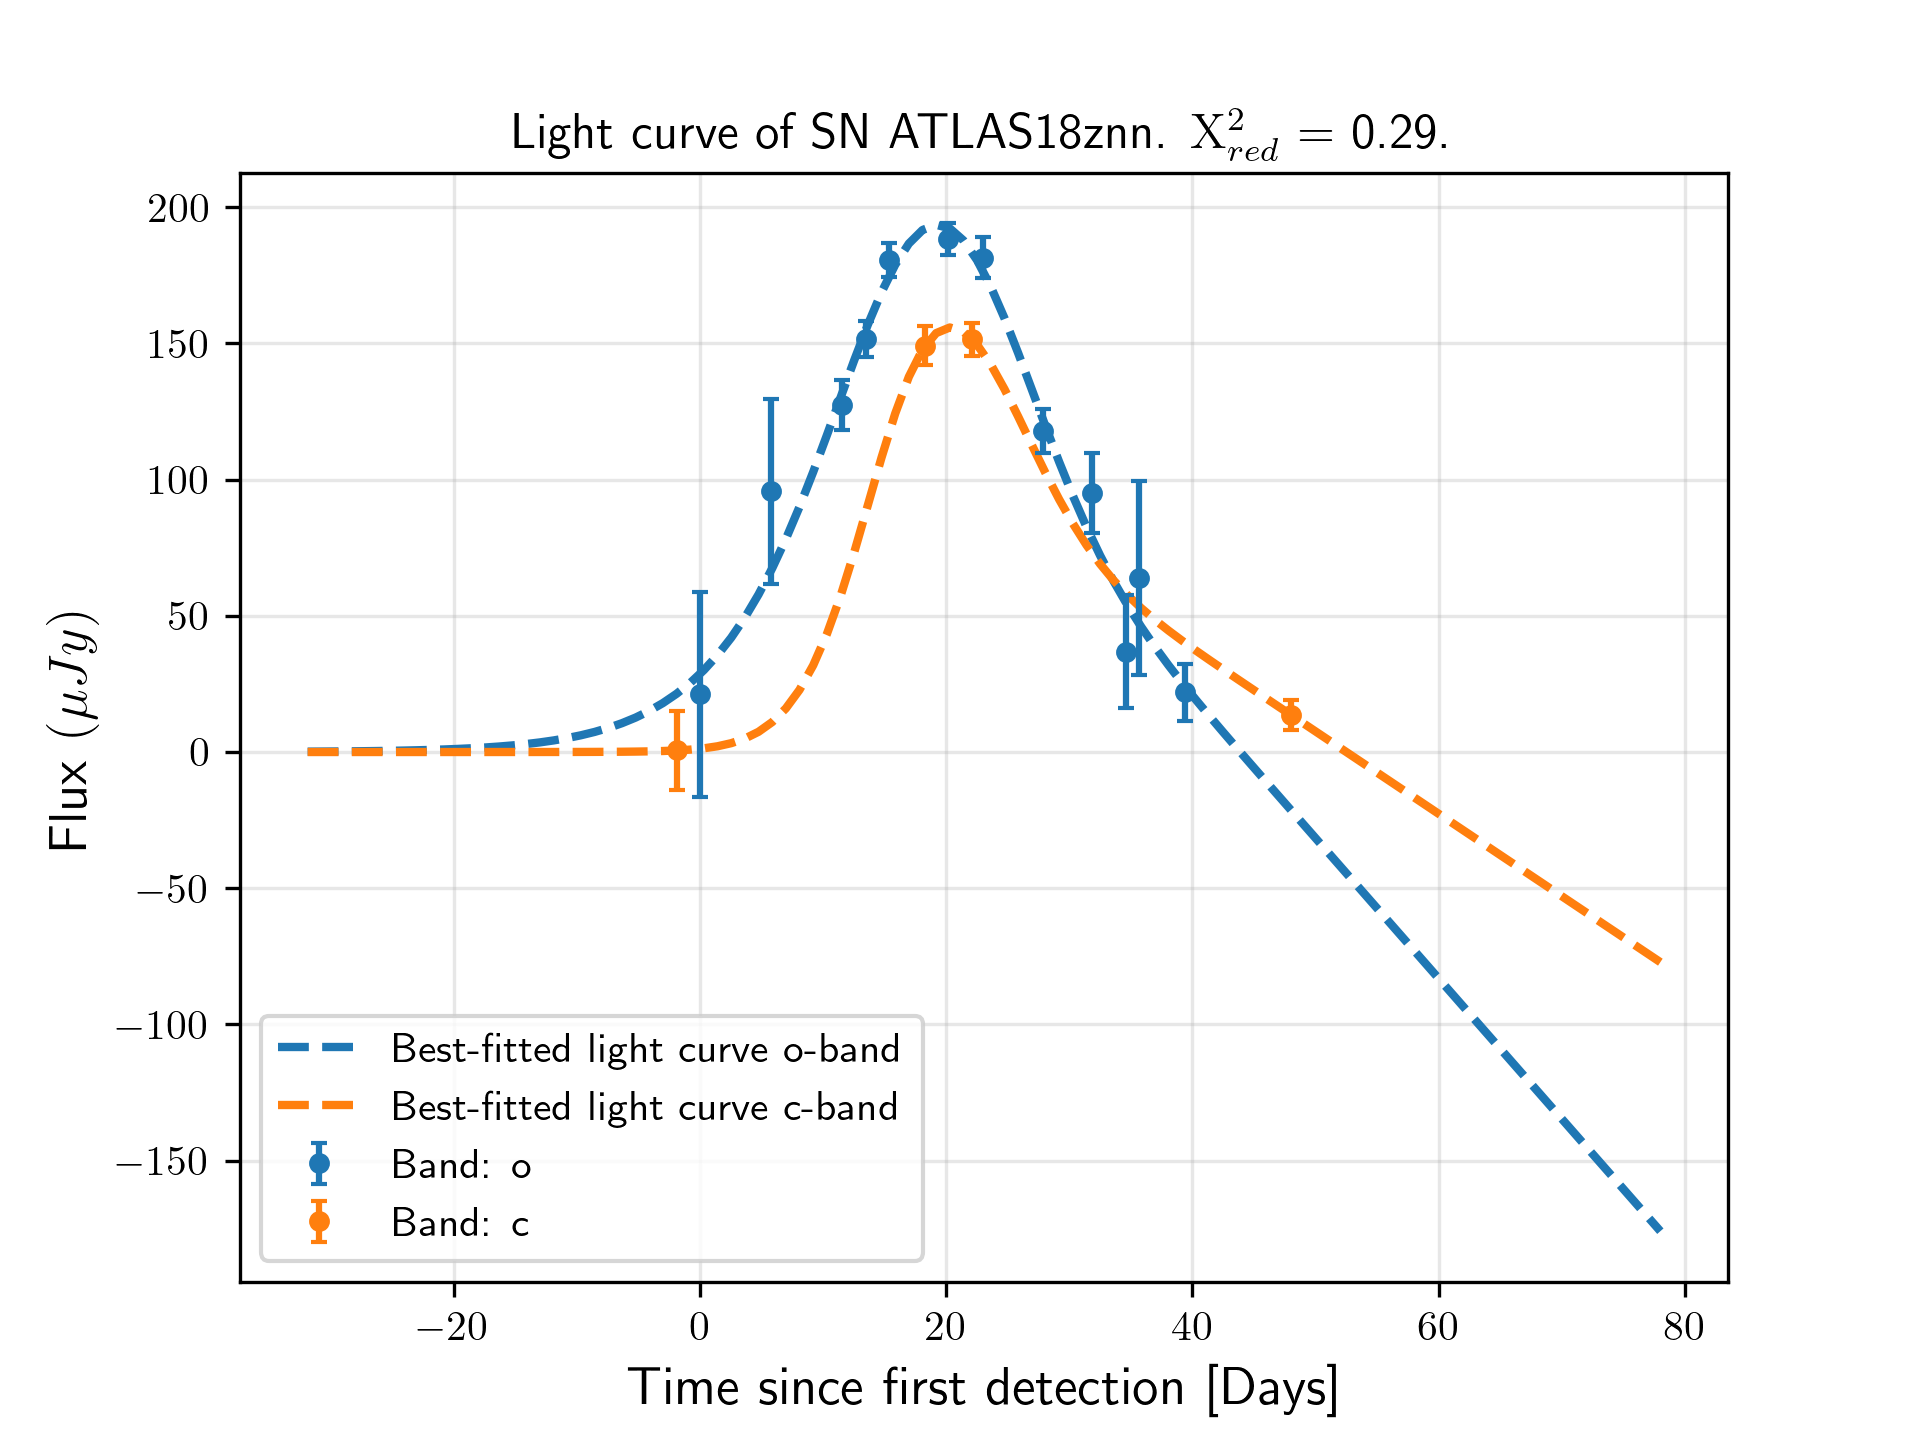 Light curve of SN ATLAS18znn. Χ²_red = 0.29.
200
150
100
50
0
−50
−100
−150
Flux (μJy)
Best-fitted light curve o-band
Best-fitted light curve c-band
Band: o
Band: c
−20 0 20 40 60 80
Time since first detection [Days]